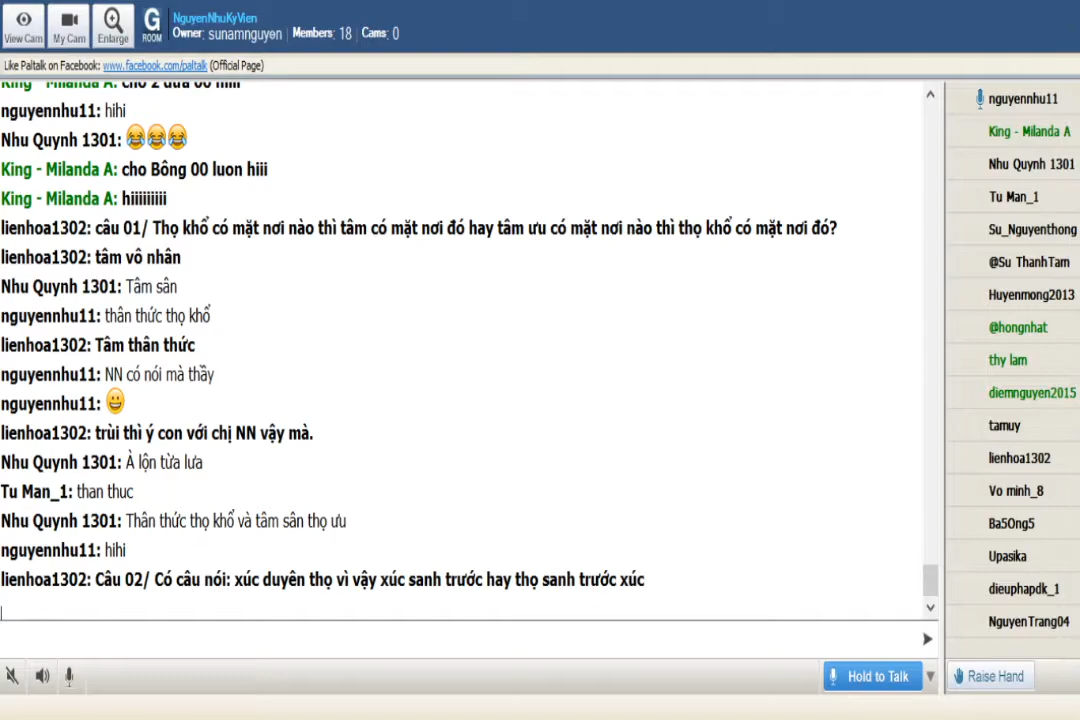 View Cam
My Cam
Enlarge
G
ROOM
NguyenNhuKyVien
Owner: sunamnguyen | Members: 18 | Cams: 0
Like Paltalk on Facebook: www.facebook.com/paltalk (Official Page)
King - Milanda A: cho 2 đứa 00 hiii
nguyennhu11: hihi
Nhu Quynh 1301: 😂😂😂
King - Milanda A: cho Bông 00 luon hiii
King - Milanda A: hiiiiiiiii
lienhoa1302: câu 01/ Thọ khổ có mặt nơi nào thì tâm có mặt nơi đó hay tâm ưu có mặt nơi nào thì thọ khổ có mặt nơi đó?
lienhoa1302: tâm vô nhân
Nhu Quynh 1301: Tâm sân
nguyennhu11: thân thức thọ khổ
lienhoa1302: Tâm thân thức
nguyennhu11: NN có nói mà thầy
nguyennhu11: 😀
lienhoa1302: trùi thì ý con với chị NN vậy mà.
Nhu Quynh 1301: À lộn từa lưa
Tu Man_1: than thuc
Nhu Quynh 1301: Thân thức thọ khổ và tâm sân thọ ưu
nguyennhu11: hihi
lienhoa1302: Câu 02/ Có câu nói: xúc duyên thọ vì vậy xúc sanh trước hay thọ sanh trước xúc
nguyennhu11
King - Milanda A
Nhu Quynh 1301
Tu Man_1
Su_Nguyenthong
@Su ThanhTam
Huyenmong2013
@hongnhat
thy lam
diemnguyen2015
tamuy
lienhoa1302
Vo minh_8
Ba5Ong5
Upasika
dieuphapdk_1
NguyenTrang04
Hold to Talk
Raise Hand